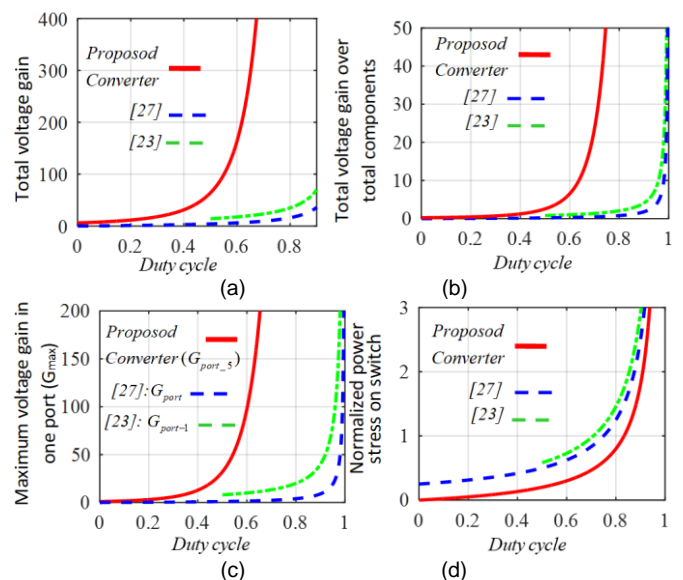 Total voltage gain
400
300
200
100
0
Proposod
Converter
[27]
[23]
0 0.2 0.4 0.6 0.8
Duty cycle
(a)
Total voltage gain over
total components
50
40
30
20
10
0
Proposod
Converter
[27]
[23]
0 0.2 0.4 0.6 0.8 1
Duty cycle
(b)
Maximum voltage gain in
one port (Gmax)
200
150
100
50
0
Proposod
Converter (Gport_5)
[27]: Gport
[23]: Gport-1
0 0.2 0.4 0.6 0.8 1
Duty cycle
(c)
Normalized power
stress on switch
3
2
1
0
Proposod
Converter
[27]
[23]
0 0.2 0.4 0.6 0.8 1
Duty cycle
(d)